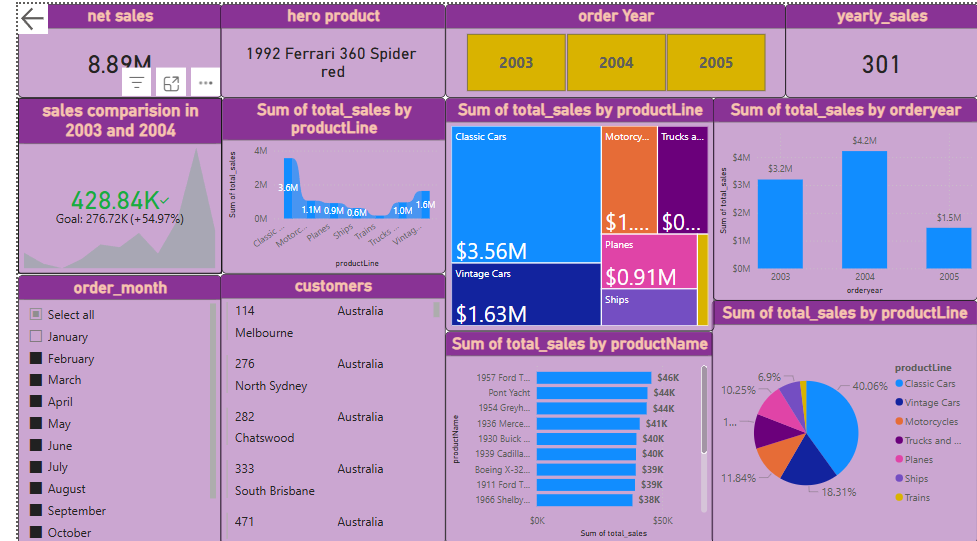 net sales
8.89M
hero product
1992 Ferrari 360 Spider
red
order Year
2003
2004
2005
yearly_sales
301
sales comparision in
2003 and 2004
428.84K
Goal: 276.72K (+54.97%)
Sum of total_sales by
productLine
Sum of total_sales
4M
2M
0M
3.6M
1.1M
0.9M
0.6M
1.0M
1.6M
Classic ...
Motorc...
Planes
Ships
Trains
Trucks ...
Vintag...
productLine
Sum of total_sales by productLine
Classic Cars
$3.56M
Vintage Cars
$1.63M
Motorcy...
$1....
Trucks a...
$0...
Planes
$0.91M
Ships
Sum of total_sales by orderyear
Sum of total_sales
$4M
$3M
$2M
$1M
$0M
$3.2M
$4.2M
$1.5M
2003
2004
2005
orderyear
order_month
Select all
January
February
March
April
May
June
July
August
September
October
customers
114 Australia
Melbourne
276 Australia
North Sydney
282 Australia
Chatswood
333 Australia
South Brisbane
471 Australia
Sum of total_sales by productName
productName
1957 Ford T... $46K
Pont Yacht $44K
1954 Greyh... $44K
1936 Merce... $41K
1930 Buick ... $40K
1939 Cadilla... $40K
Boeing X-32... $39K
1911 Ford T... $39K
1966 Shelby... $38K
$0K
$50K
Sum of total_sales
Sum of total_sales by productLine
40.06%
18.31%
11.84%
1...
10.25%
6.9%
productLine
Classic Cars
Vintage Cars
Motorcycles
Trucks and ...
Planes
Ships
Trains